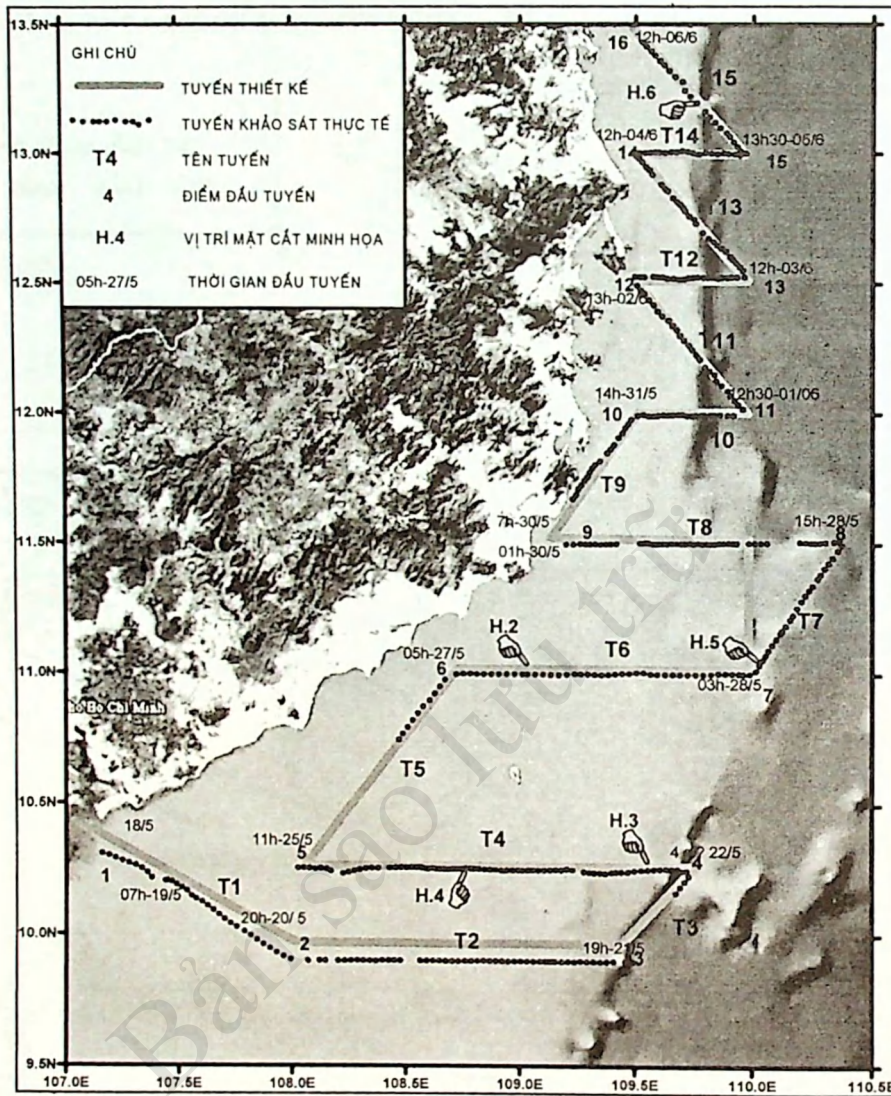 13.5N
13.0N
12.5N
12.0N
11.5N
11.0N
10.5N
10.0N
9.5N
107.0E
107.5E
108.0E
108.5E
109.0E
109.5E
110.0E
110.5E
GHI CHÚ
TUYẾN THIẾT KẾ
TUYẾN KHẢO SÁT THỰC TẾ
T4
TÊN TUYẾN
4
ĐIỂM ĐẦU TUYẾN
H.4
VỊ TRÍ MẶT CẮT MINH HỌA
05h-27/5
THỜI GIAN ĐẦU TUYẾN
16
12h-06/6
15
H.6
12h-04/6
T14
13h30-05/6
15
13
T12
12h-03/6
13
12
13h-02/6
11
14h-31/5
12h30-01/06
10
11
10
T9
7h-30/5
9
T8
15h-28/5
01h-30/5
8
T7
H.2
H.5
05h-27/5
6
T6
03h-28/5
7
Hồ Chí Minh
T5
18/5
11h-25/5
5
T4
H.3
4
22/5
4
1
07h-19/5
T1
H.4
T3
20h-20/5
2
T2
19h-21/5
3
Bản sao lưu trữ